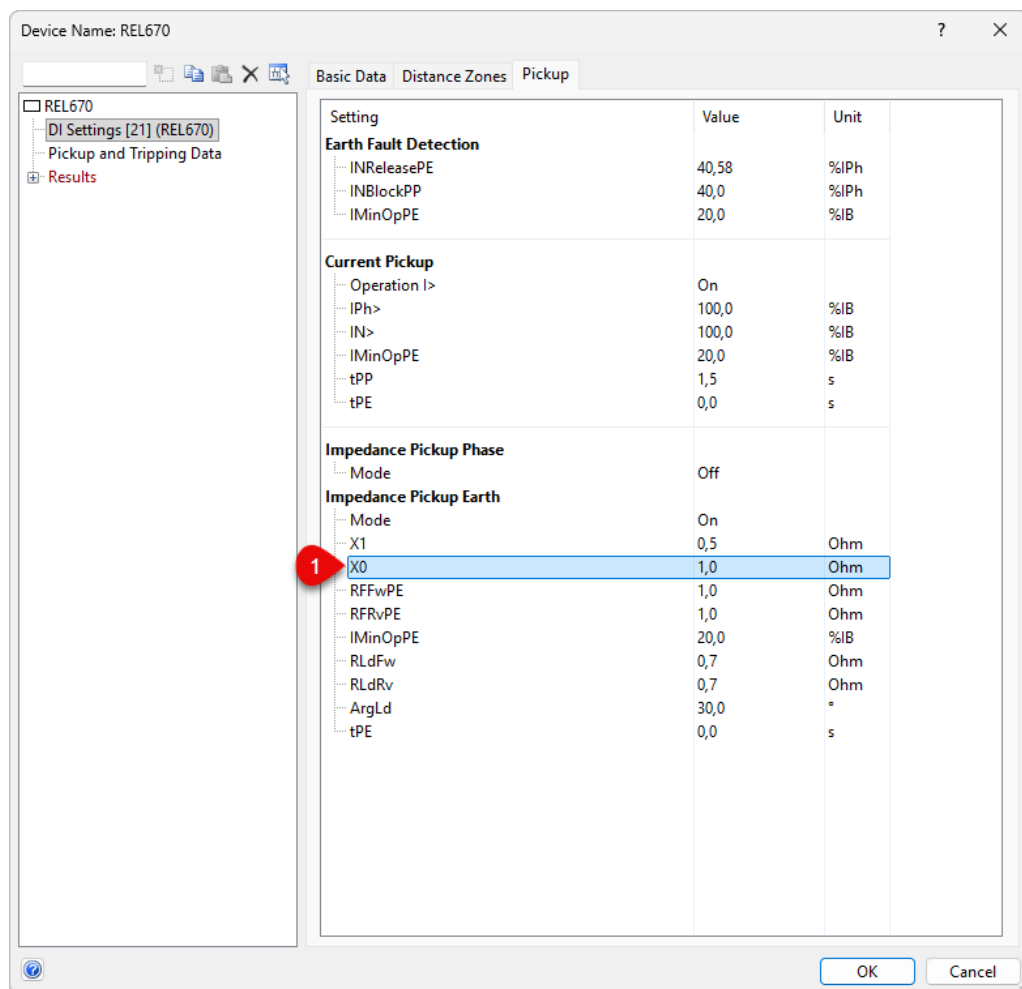 Device Name: REL670 ?
Basic Data Distance Zones Pickup
REL670
DI Settings [21] (REL670)
Pickup and Tripping Data
Results
Setting Value Unit
Earth Fault Detection
INReleasePE 40,58 %IPh
INBlockPP 40,0 %IPh
IMinOpPE 20,0 %IB
Current Pickup
Operation I> On
IPh> 100,0 %IB
IN> 100,0 %IB
IMinOpPE 20,0 %IB
tPP 1,5 s
tPE 0,0 s
Impedance Pickup Phase
Mode Off
Impedance Pickup Earth
Mode On
X1 0,5 Ohm
1 X0 1,0 Ohm
RFFwPE 1,0 Ohm
RFRvPE 1,0 Ohm
IMinOpPE 20,0 %IB
RLdFw 0,7 Ohm
RLdRv 0,7 Ohm
ArgLd 30,0 °
tPE 0,0 s
? OK Cancel